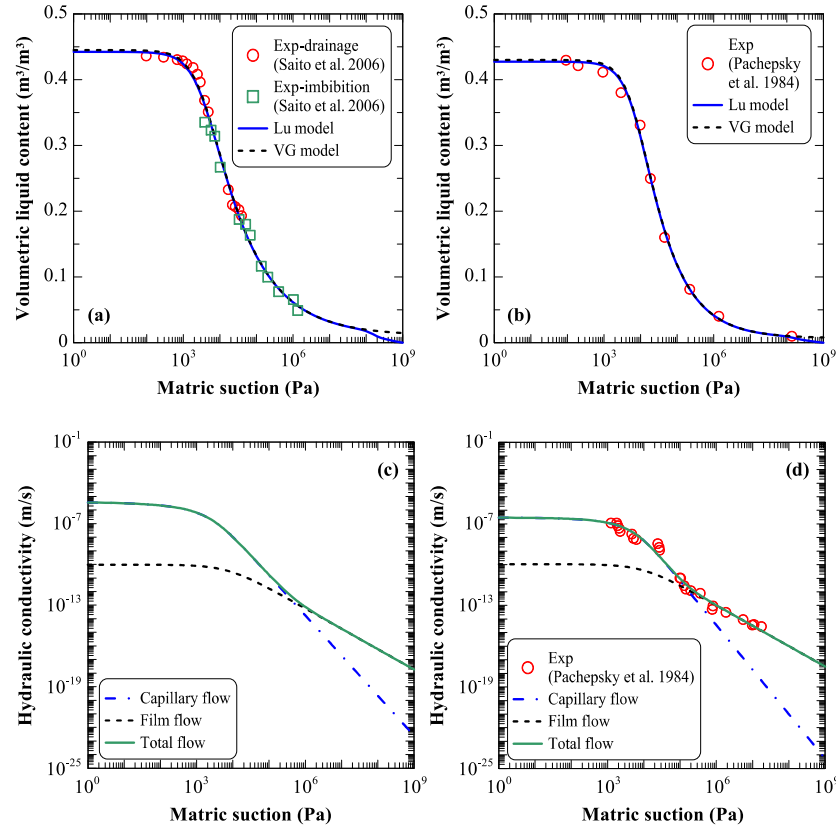 Volumetric liquid content (m³/m³)
0.5
0.4
0.3
0.2
0.1
0
Exp-drainage
(Saito et al. 2006)
Exp-imbibition
(Saito et al. 2006)
Lu model
VG model
(a)
10⁰ 10³ 10⁶ 10⁹
Matric suction (Pa)
Volumetric liquid content (m³/m³)
0.5
0.4
0.3
0.2
0.1
0
Exp
(Pachepsky
et al. 1984)
Lu model
VG model
(b)
10⁰ 10³ 10⁶ 10⁹
Matric suction (Pa)
Hydraulic conductivity (m/s)
10⁻¹
10⁻⁷
10⁻¹³
10⁻¹⁹
10⁻²⁵
(c)
Capillary flow
Film flow
Total flow
10⁰ 10³ 10⁶ 10⁹
Matric suction (Pa)
Hydraulic conductivity (m/s)
10⁻¹
10⁻⁷
10⁻¹³
10⁻¹⁹
10⁻²⁵
(d)
Exp
(Pachepsky et al. 1984)
Capillary flow
Film flow
Total flow
10⁰ 10³ 10⁶ 10⁹
Matric suction (Pa)